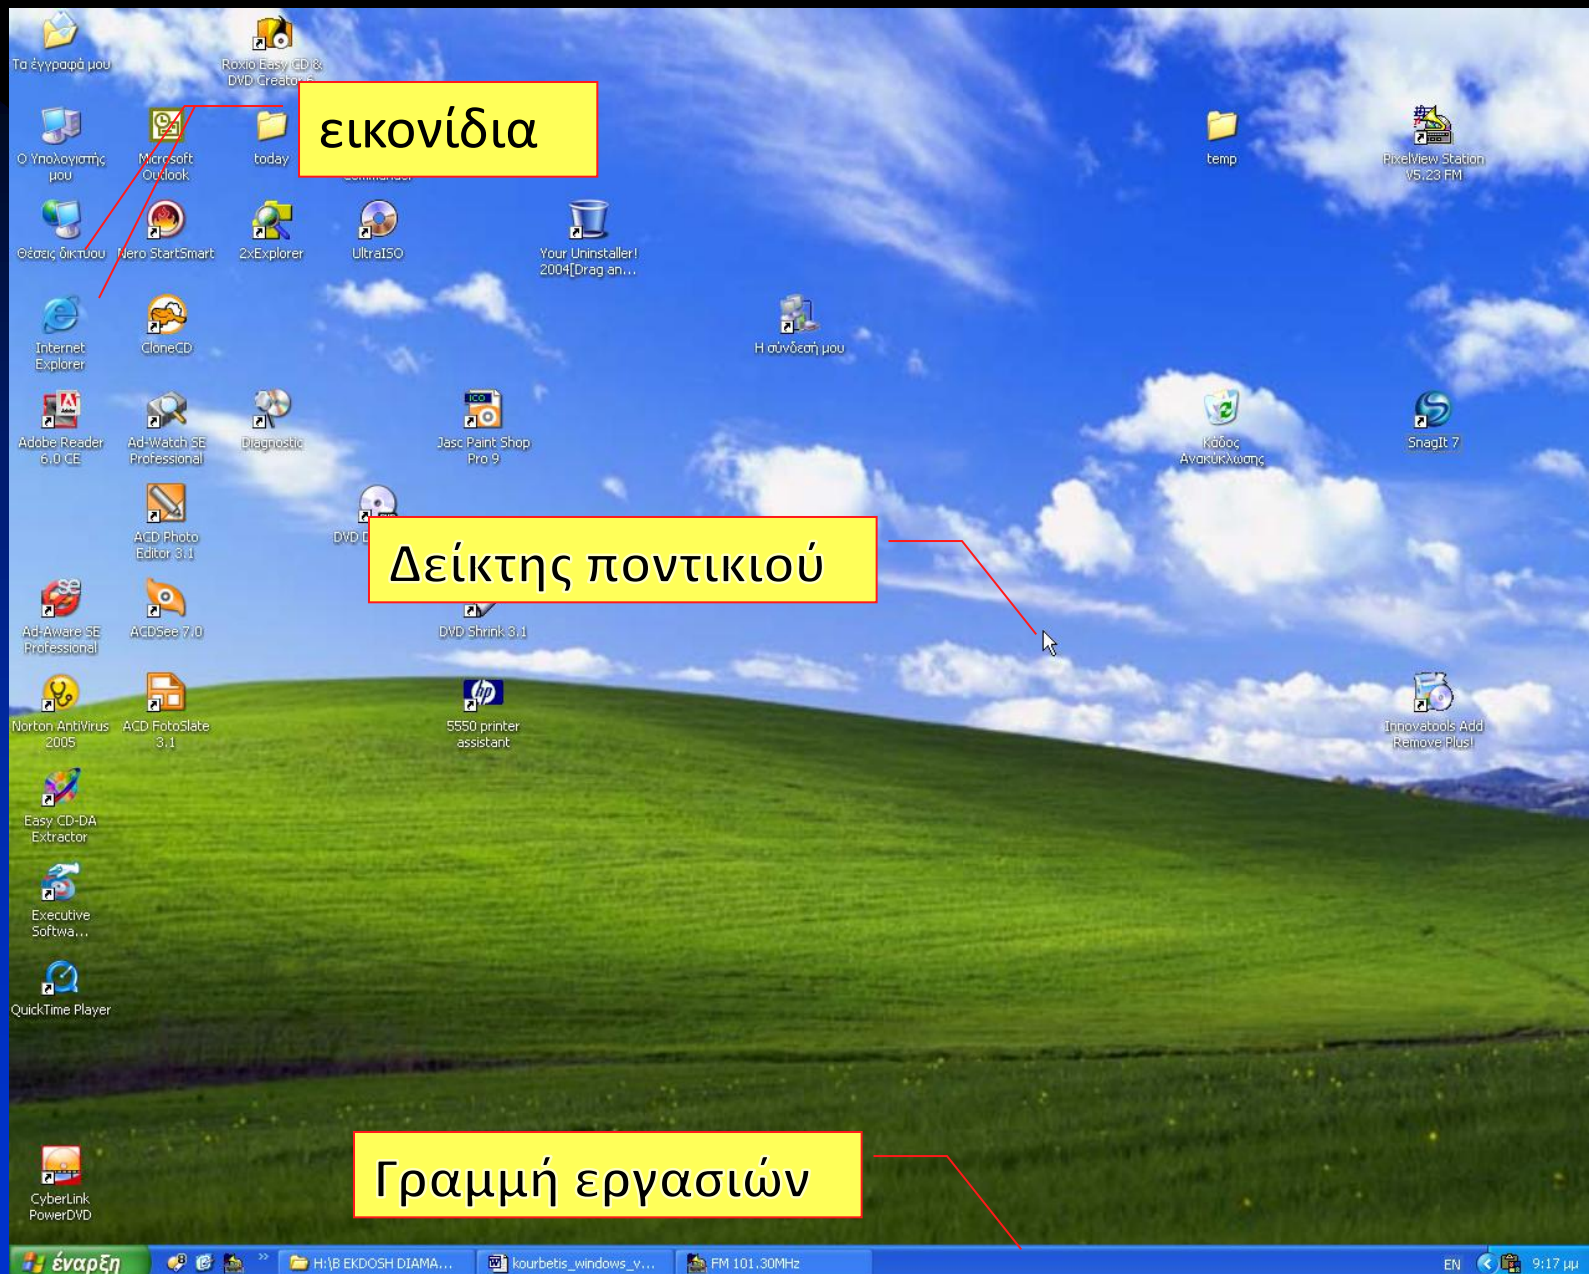 Τα έγγραφά μου
Roxio Easy CD &
DVD Creator 6
εικονίδια
Ο Υπολογιστής
μου
Microsoft
Outlook
today
Commander
temp
PixelView Station
V5.23 FM
Θέσεις δικτύου
Nero StartSmart
2xExplorer
UltraISO
Your Uninstaller!
2004[Drag an...
Internet
Explorer
CloneCD
Η σύνδεσή μου
Adobe Reader
6.0 CE
Ad-Watch SE
Professional
Diagnostic
ICO
Jasc Paint Shop
Pro 9
Κάδος
Ανακύκλωσης
SnagIt 7
ACD Photo
Editor 3.1
DVD
Δείκτης ποντικιού
Ad-Aware SE
Professional
ACDSee 7.0
DVD Shrink 3.1
Norton AntiVirus
2005
ACD FotoSlate
3.1
hp
5550 printer
assistant
Innovatools Add
Remove Plus!
Easy CD-DA
Extractor
Executive
Softwa...
QuickTime Player
CyberLink
PowerDVD
Γραμμή εργασιών
έναρξη
H:\B EKDOSH DIAMA...
kourbetis_windows_v...
FM 101.30MHz
EN
9:17 μμ